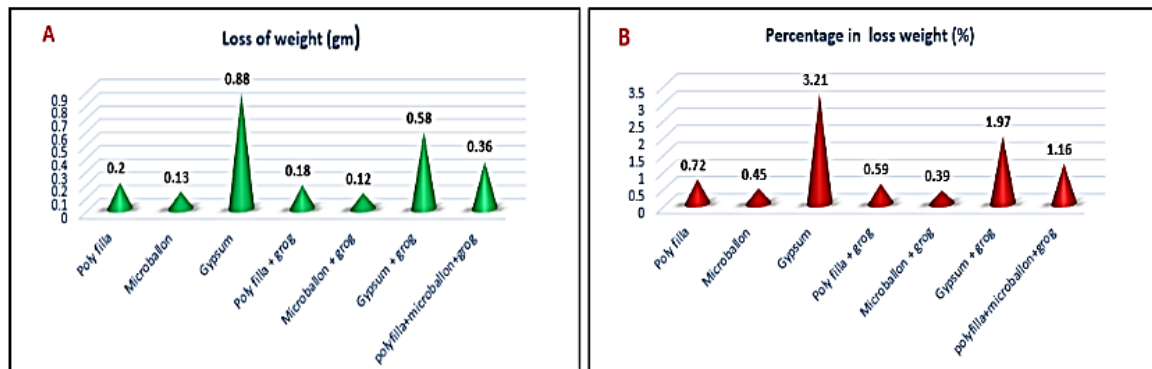 A
Loss of weight (gm)
0.9
0.8
0.7
0.6
0.5
0.4
0.3
0.2
0.1
0
0.2
0.13
0.88
0.18
0.12
0.58
0.36
Poly filla
Microballon
Gypsum
Poly filla + grog
Microballon + grog
Gypsum + grog
polyfilla+microballon+grog
B
Percentage in loss weight (%)
3.5
3
2.5
2
1.5
1
0.5
0
0.72
0.45
3.21
0.59
0.39
1.97
1.16
Poly filla
Microballon
Gypsum
Poly filla + grog
Microballon + grog
Gypsum + grog
polyfilla+microballon+grog